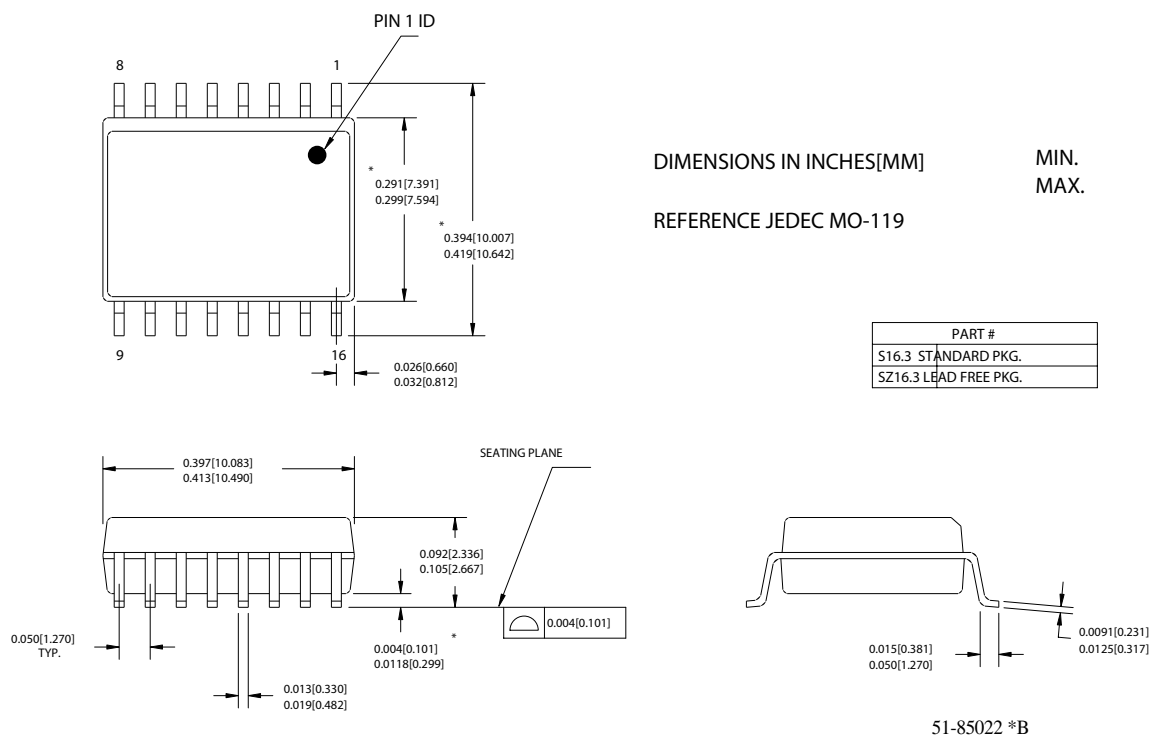 PIN 1 ID
8
1
*
0.291[7.391]
0.299[7.594]
*
0.394[10.007]
0.419[10.642]
DIMENSIONS IN INCHES[MM]
MIN.
MAX.
REFERENCE JEDEC MO-119
PART #
S16.3 STANDARD PKG.
SZ16.3 LEAD FREE PKG.
9
16
0.026[0.660]
0.032[0.812]
0.397[10.083]
0.413[10.490]
SEATING PLANE
0.092[2.336]
0.105[2.667]
0.004[0.101]
0.050[1.270]
TYP.
*
0.004[0.101]
0.0118[0.299]
0.013[0.330]
0.019[0.482]
0.015[0.381]
0.050[1.270]
0.0091[0.231]
0.0125[0.317]
51-85022 *B